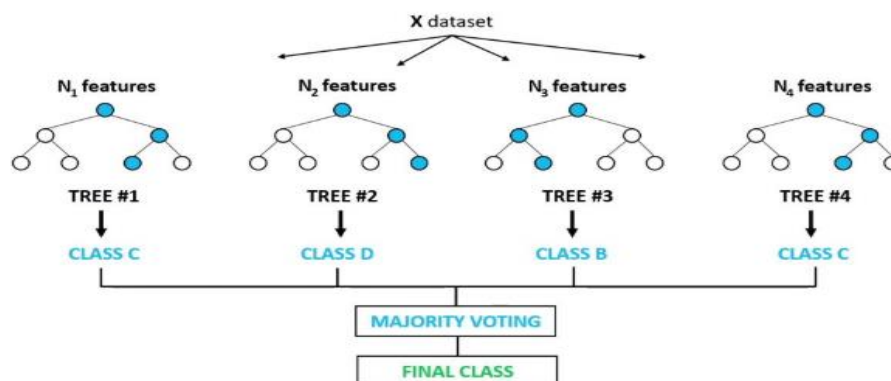 X dataset
N₁ features N₂ features N₃ features N₄ features
TREE #1 TREE #2 TREE #3 TREE #4
CLASS C CLASS D CLASS B CLASS C
MAJORITY VOTING
FINAL CLASS